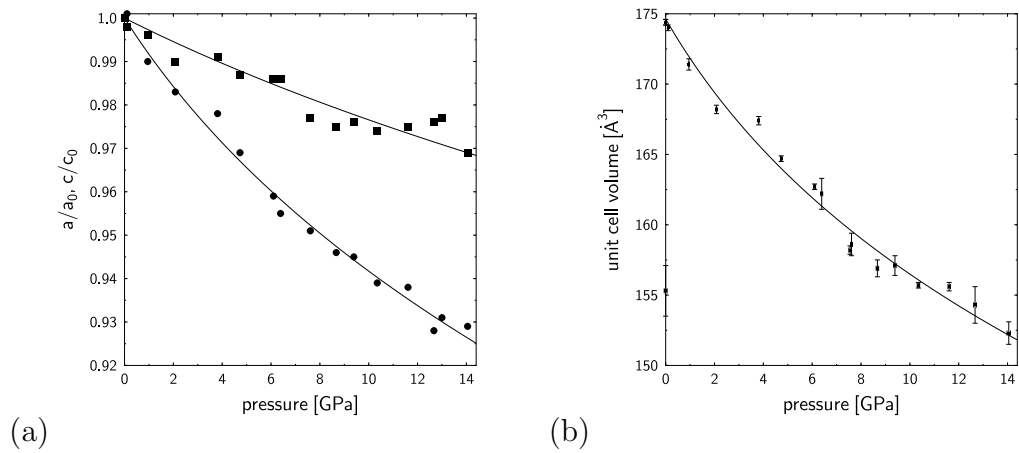 1.0
0.99
0.98
0.97
0.96
0.95
0.94
0.93
0.92
a/a₀, c/c₀
0 2 4 6 8 10 12 14
pressure [GPa]
(a)
175
170
165
160
155
150
unit cell volume [Å^3]
0 2 4 6 8 10 12 14
pressure [GPa]
(b)